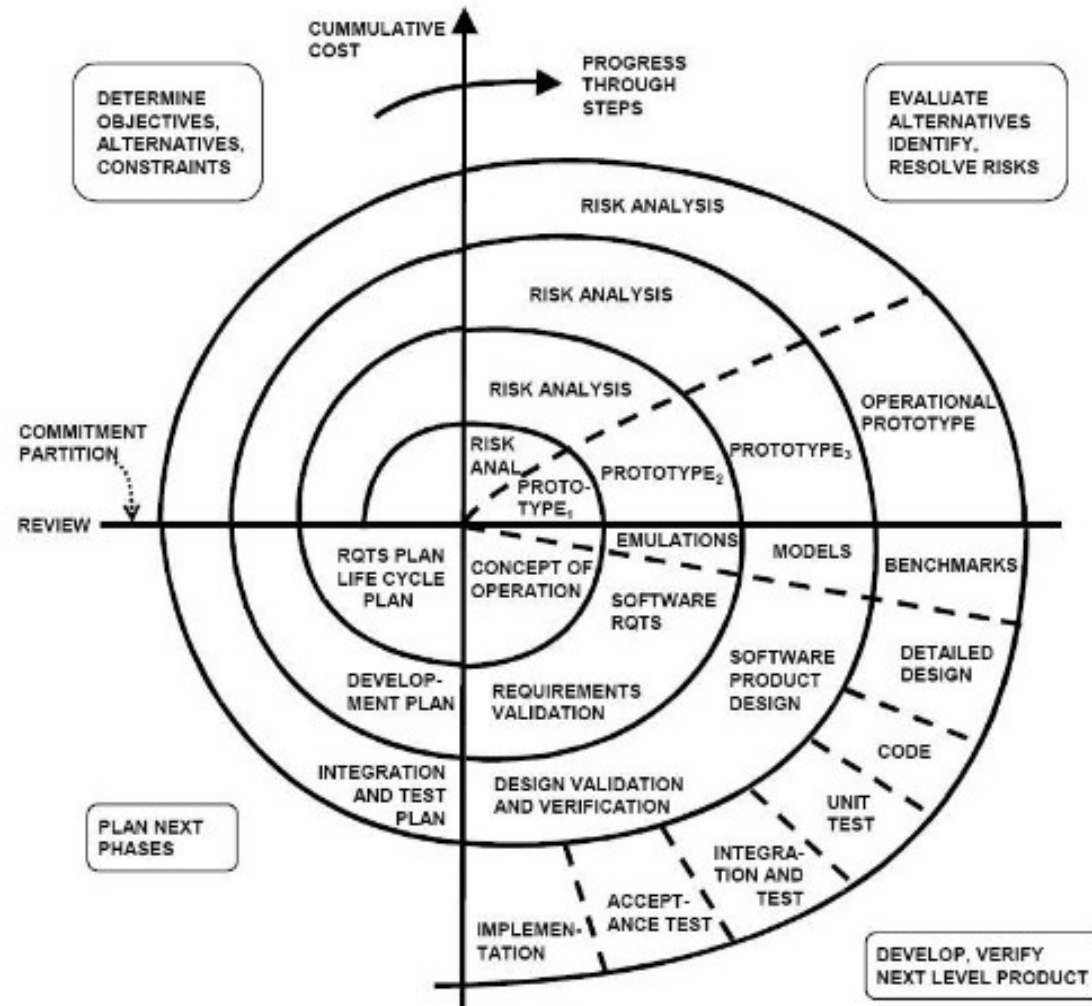 CUMMULATIVE
COST
PROGRESS
THROUGH
STEPS
DETERMINE
OBJECTIVES,
ALTERNATIVES,
CONSTRAINTS
EVALUATE
ALTERNATIVES
IDENTIFY,
RESOLVE RISKS
RISK ANALYSIS
RISK ANALYSIS
RISK ANALYSIS
RISK
ANAL.
OPERATIONAL
PROTOTYPE
PROTOTYPE₃
PROTOTYPE₂
PROTO-
TYPE₁
COMMITMENT
PARTITION
REVIEW
EMULATIONS
MODELS
BENCHMARKS
RQTS PLAN
LIFE CYCLE
PLAN
CONCEPT OF
OPERATION
SOFTWARE
RQTS
SOFTWARE
PRODUCT
DESIGN
DETAILED
DESIGN
DEVELOP-
MENT PLAN
REQUIREMENTS
VALIDATION
CODE
INTEGRATION
AND TEST
PLAN
DESIGN VALIDATION
AND VERIFICATION
UNIT
TEST
PLAN NEXT
PHASES
INTEGRA-
TION AND
TEST
ACCEPT-
ANCE TEST
IMPLEMEN-
TATION
DEVELOP, VERIFY
NEXT LEVEL PRODUCT